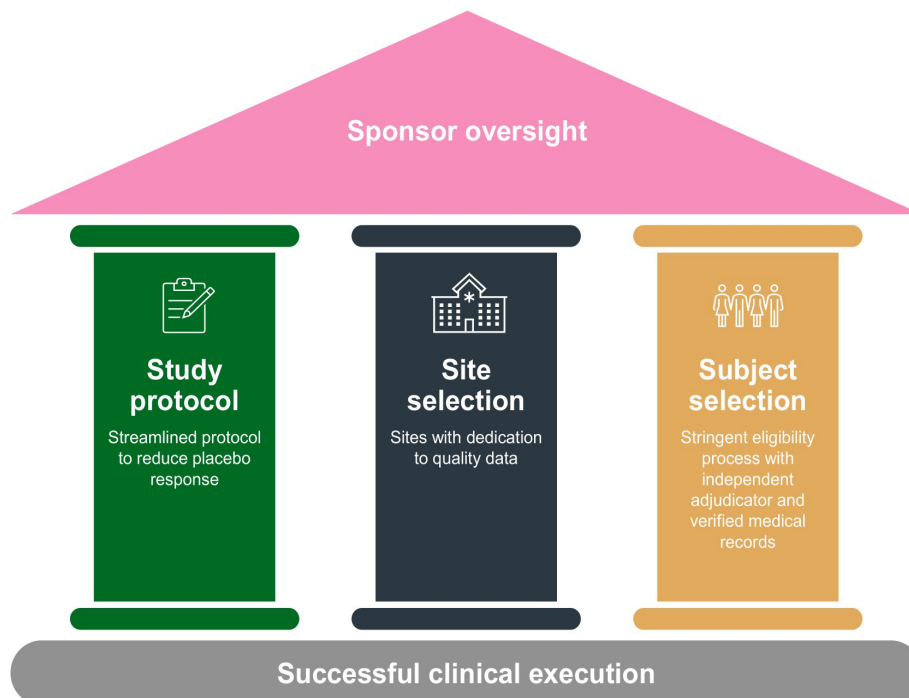 Sponsor oversight
Study
protocol
Streamlined protocol
to reduce placebo
response
Site
selection
Sites with dedication
to quality data
Subject
selection
Stringent eligibility
process with
independent
adjudicator and
verified medical
records
Successful clinical execution